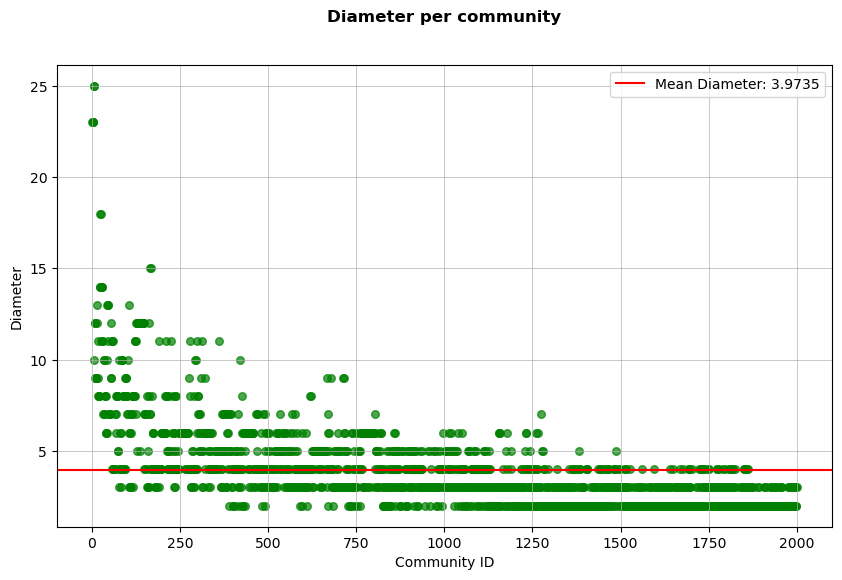 Diameter per community
Mean Diameter: 3.9735
25
20
15
10
5
Diameter
0 250 500 750 1000 1250 1500 1750 2000
Community ID